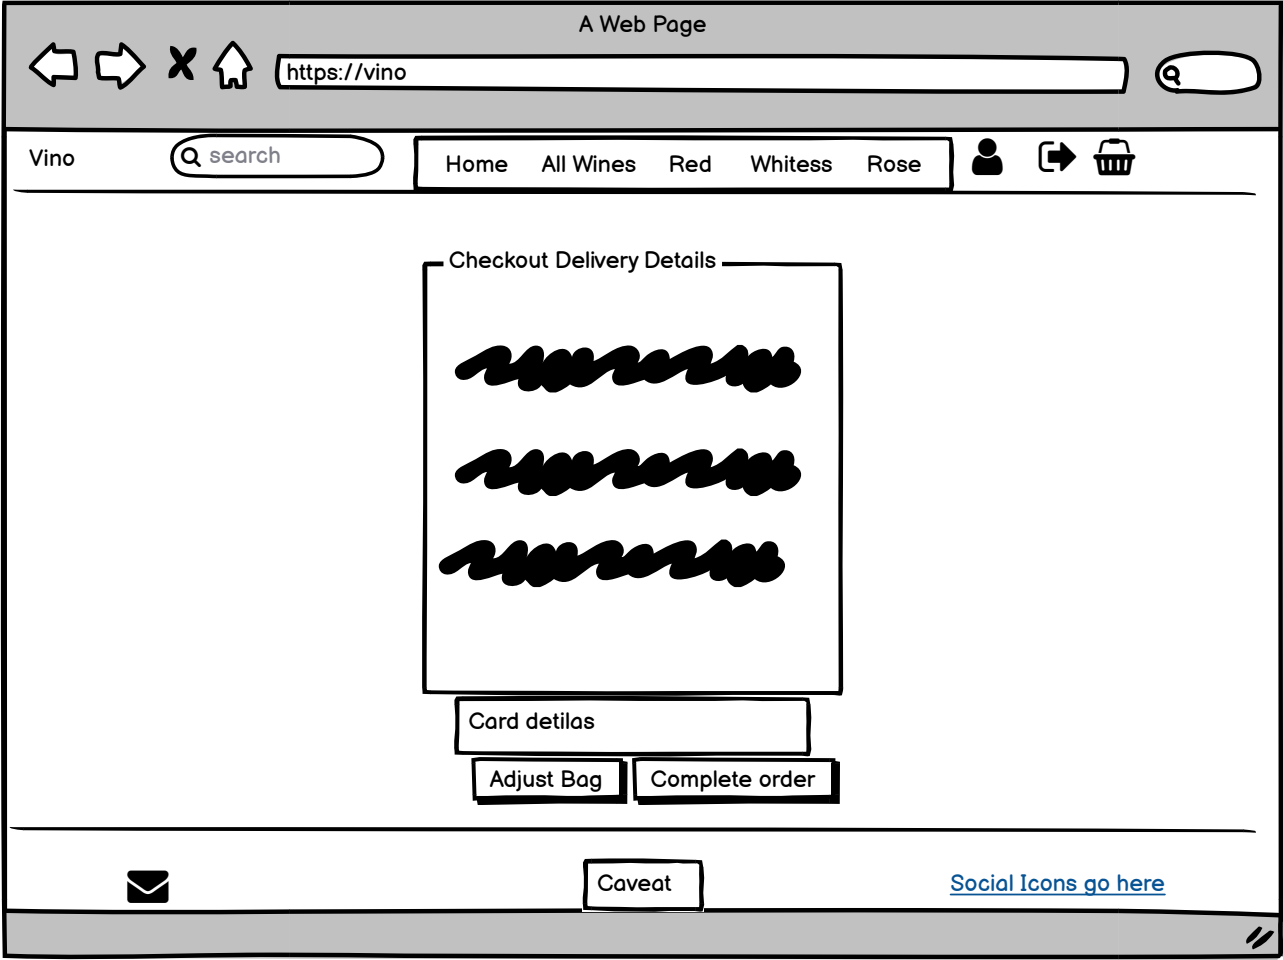 A Web Page
https://vino
Vino
search
Home All Wines Red Whitess Rose
Checkout Delivery Details
Card detilas
Adjust Bag Complete order
Caveat
Social Icons go here